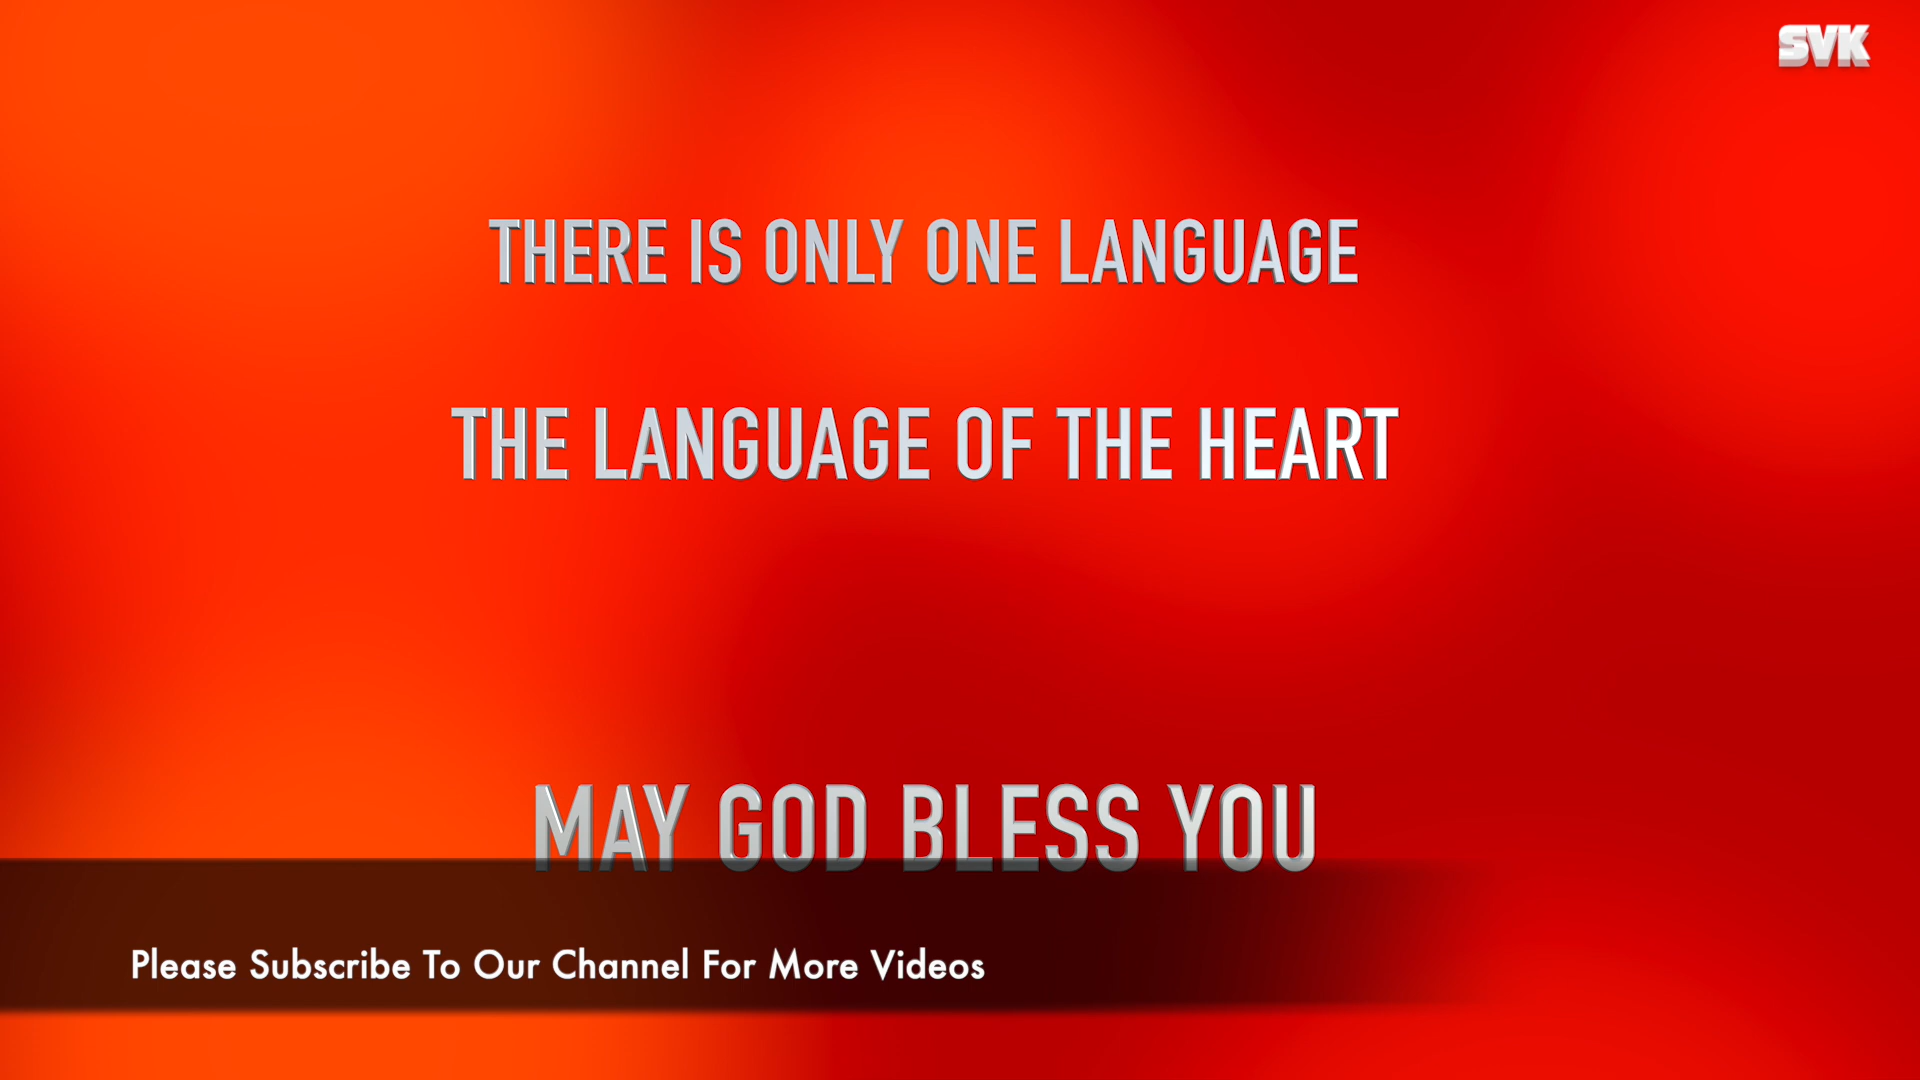 SVK
THERE IS ONLY ONE LANGUAGE
THE LANGUAGE OF THE HEART
MAY GOD BLESS YOU
Please Subscribe To Our Channel For More Videos